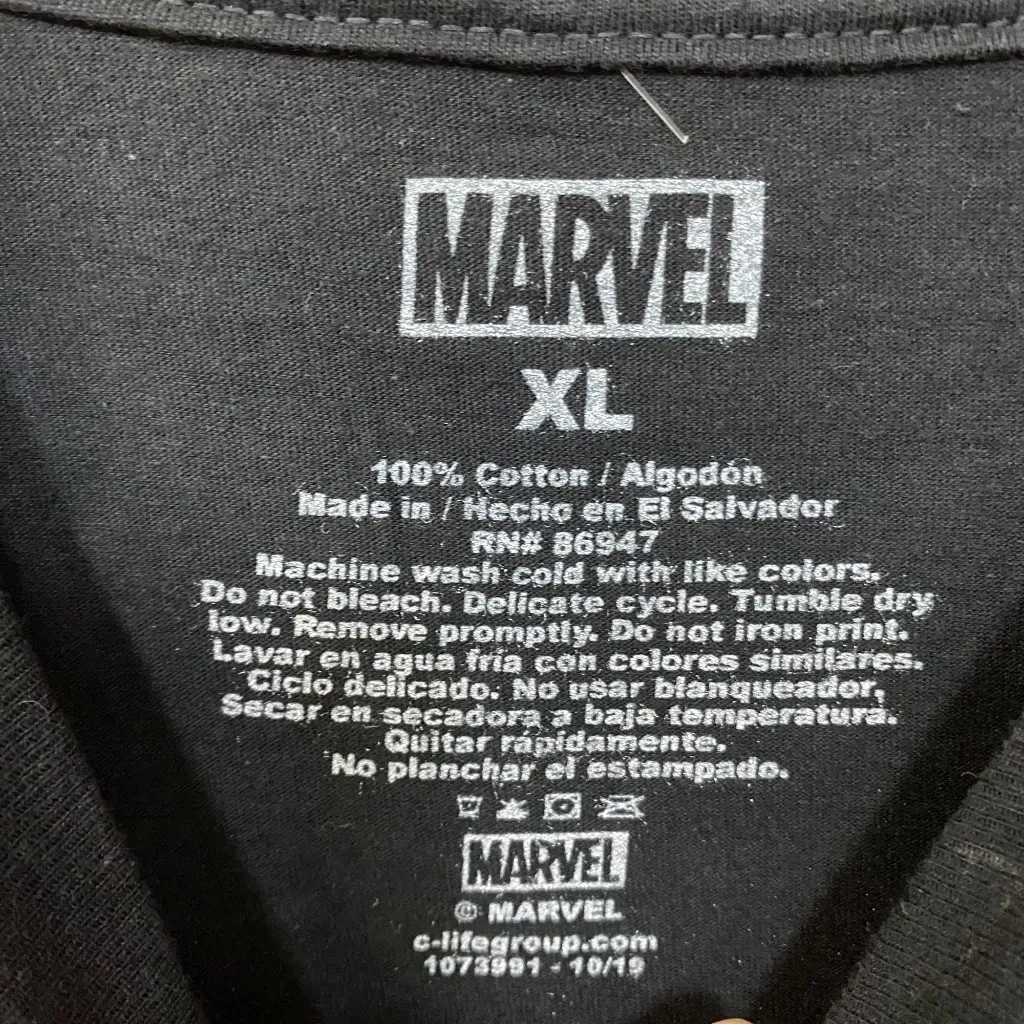 MARVEL
XL
100% Cotton / Algodón
Made in / Hecho en El Salvador
RN# 86947
Machine wash cold with like colors.
Do not bleach. Delicate cycle. Tumble dry
low. Remove promptly. Do not iron print.
Lavar en agua fría con colores similares.
Ciclo delicado. No usar blanqueador,
Secar en secadora a baja temperatura.
Quitar rápidamente.
No planchar el estampado.
MARVEL
© MARVEL
c-lifegroup.com
1073991 - 10/19